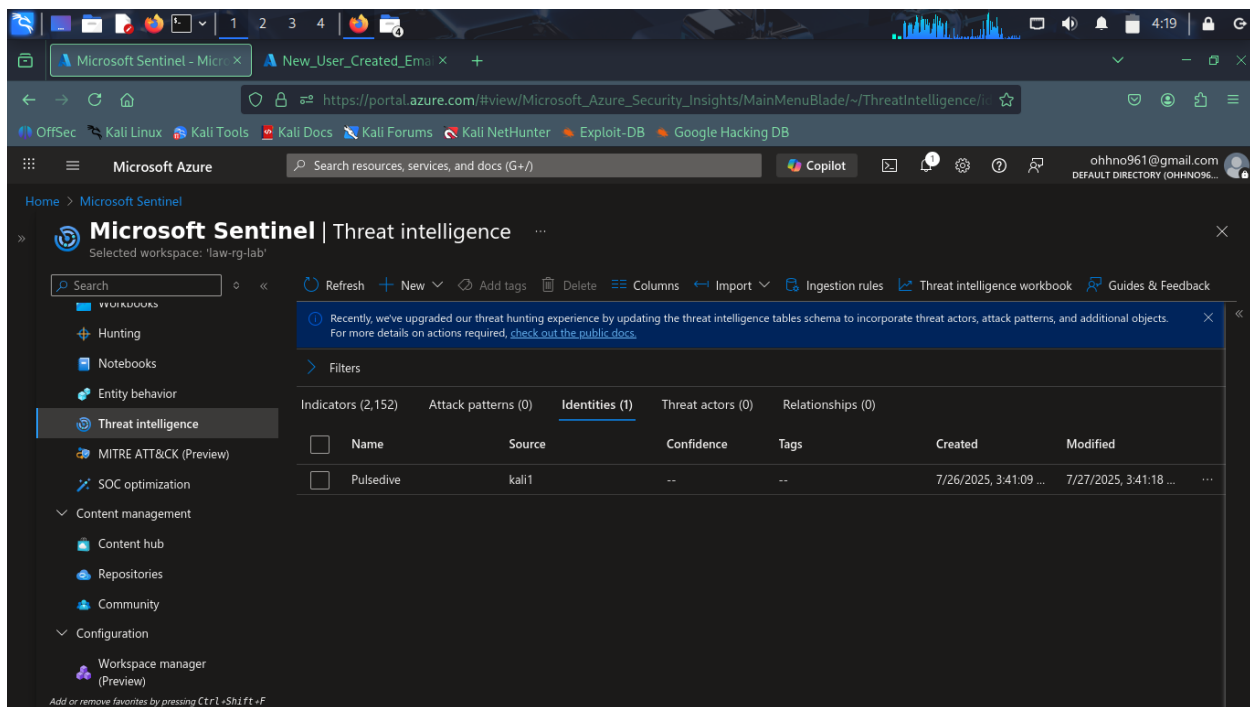 1 2 3 4 4:19
Microsoft Sentinel - Micro New_User_Created_Emai
https://portal.azure.com/#view/Microsoft_Azure_Security_Insights/MainMenuBlade/~/ThreatIntelligence/
OffSec Kali Linux Kali Tools Kali Docs Kali Forums Kali NetHunter Exploit-DB Google Hacking DB
Microsoft Azure Search resources, services, and docs (G+/) Copilot 1 ohhno961@gmail.com
DEFAULT DIRECTORY (OHHNO96...
Home > Microsoft Sentinel
Microsoft Sentinel | Threat intelligence ...
Selected workspace: 'law-rg-lab'
Search
Refresh New Add tags Delete Columns Import Ingestion rules Threat intelligence workbook Guides & Feedback
Workbooks
Hunting
Notebooks
Entity behavior
Threat intelligence
MITRE ATT&CK (Preview)
SOC optimization
Content management
Content hub
Repositories
Community
Configuration
Workspace manager
(Preview)
Add or remove favorites by pressing Ctrl+Shift+F
Recently, we've upgraded our threat hunting experience by updating the threat intelligence tables schema to incorporate threat actors, attack patterns, and additional objects.
For more details on actions required, check out the public docs.
Filters
Indicators (2,152) Attack patterns (0) Identities (1) Threat actors (0) Relationships (0)
Name Source Confidence Tags Created Modified
Pulsedive kali1 -- -- 7/26/2025, 3:41:09 ... 7/27/2025, 3:41:18 ...